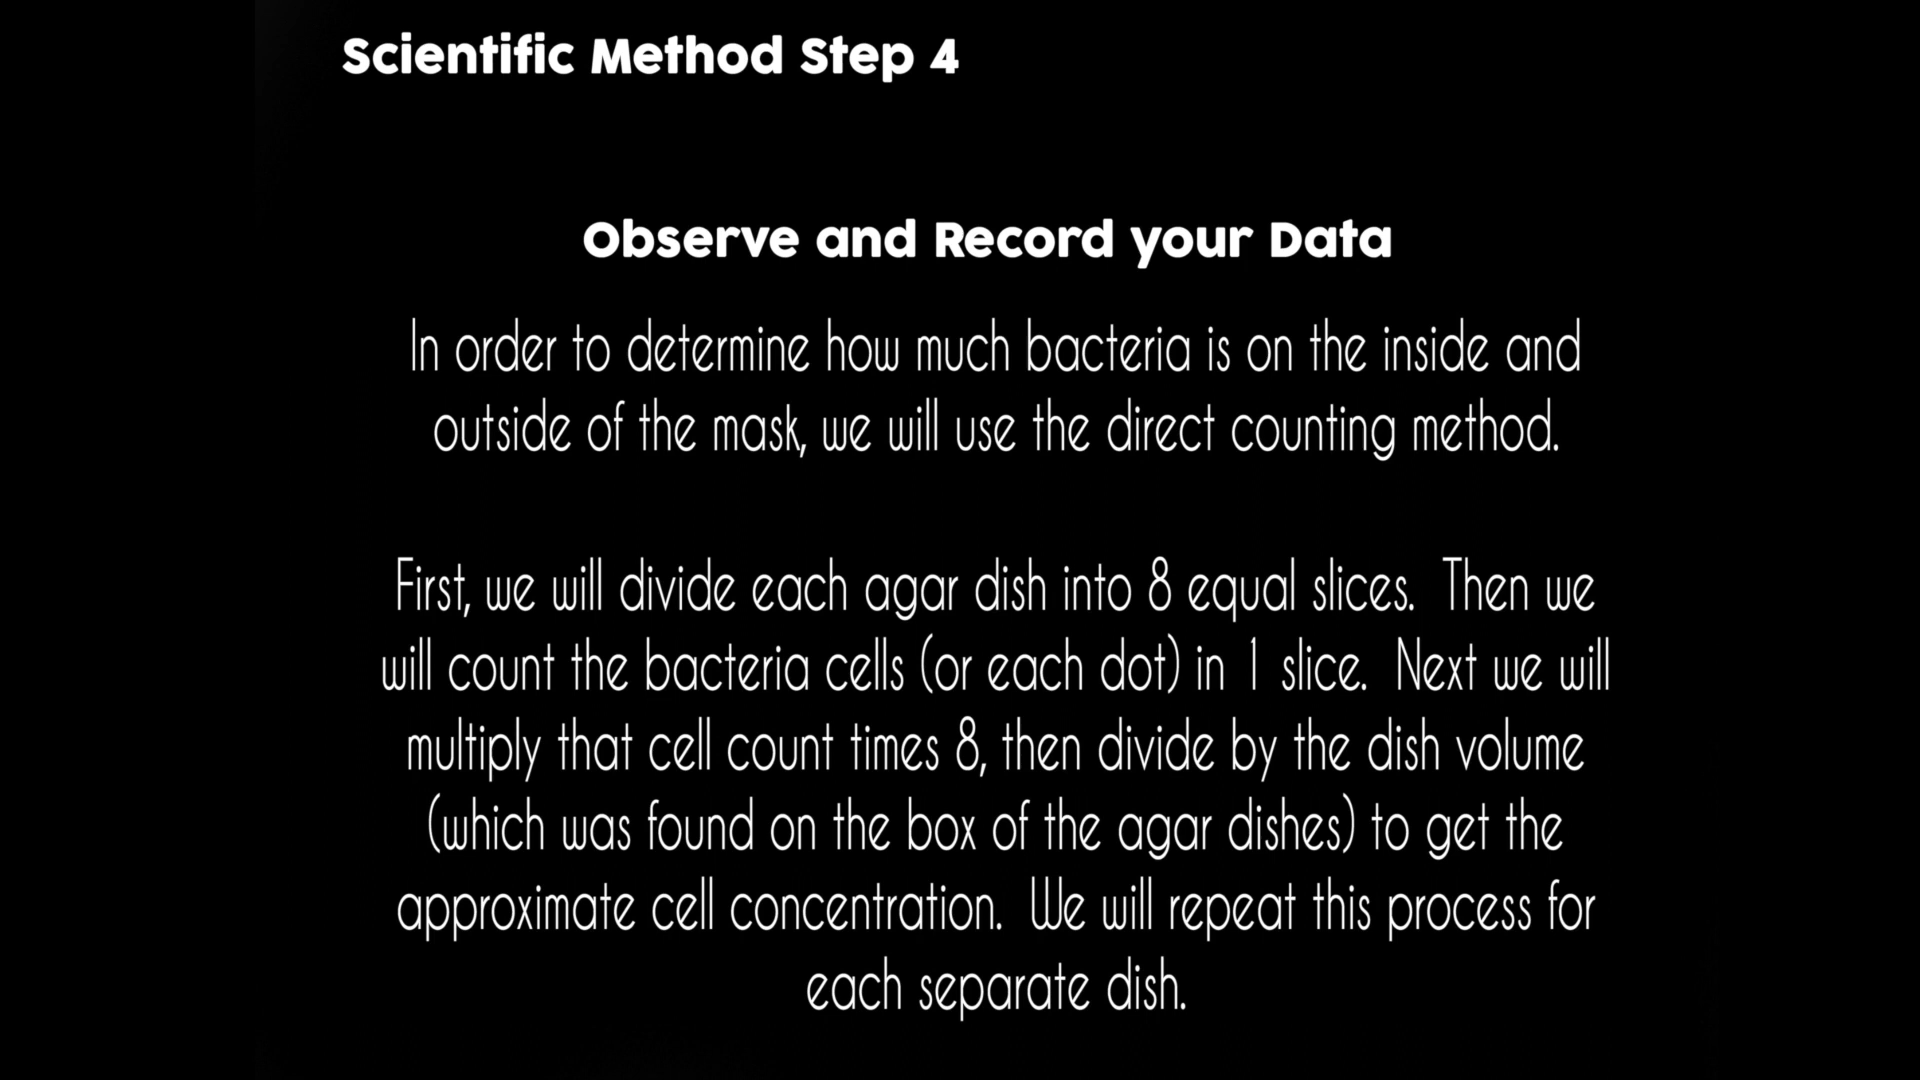 Scientific Method Step 4
Observe and Record your Data
In order to determine how much bacteria is on the inside and
outside of the mask, we will use the direct counting method.
First, we will divide each agar dish into 8 equal slices.  Then we
will count the bacteria cells (or each dot) in 1 slice.  Next we will
multiply that cell count times 8, then divide by the dish volume
(which was found on the box of the agar dishes) to get the
approximate cell concentration.  We will repeat this process for
each separate dish.